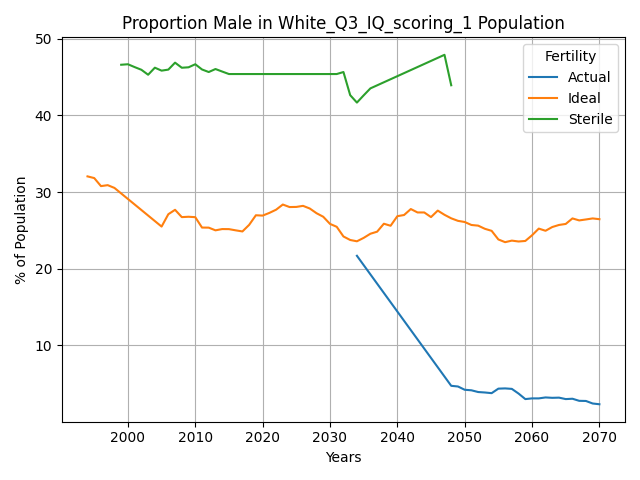 Proportion Male in White_Q3_IQ_scoring_1 Population
% of Population
50
40
30
20
10
Fertility
Actual
Ideal
Sterile
2000 2010 2020 2030 2040 2050 2060 2070
Years